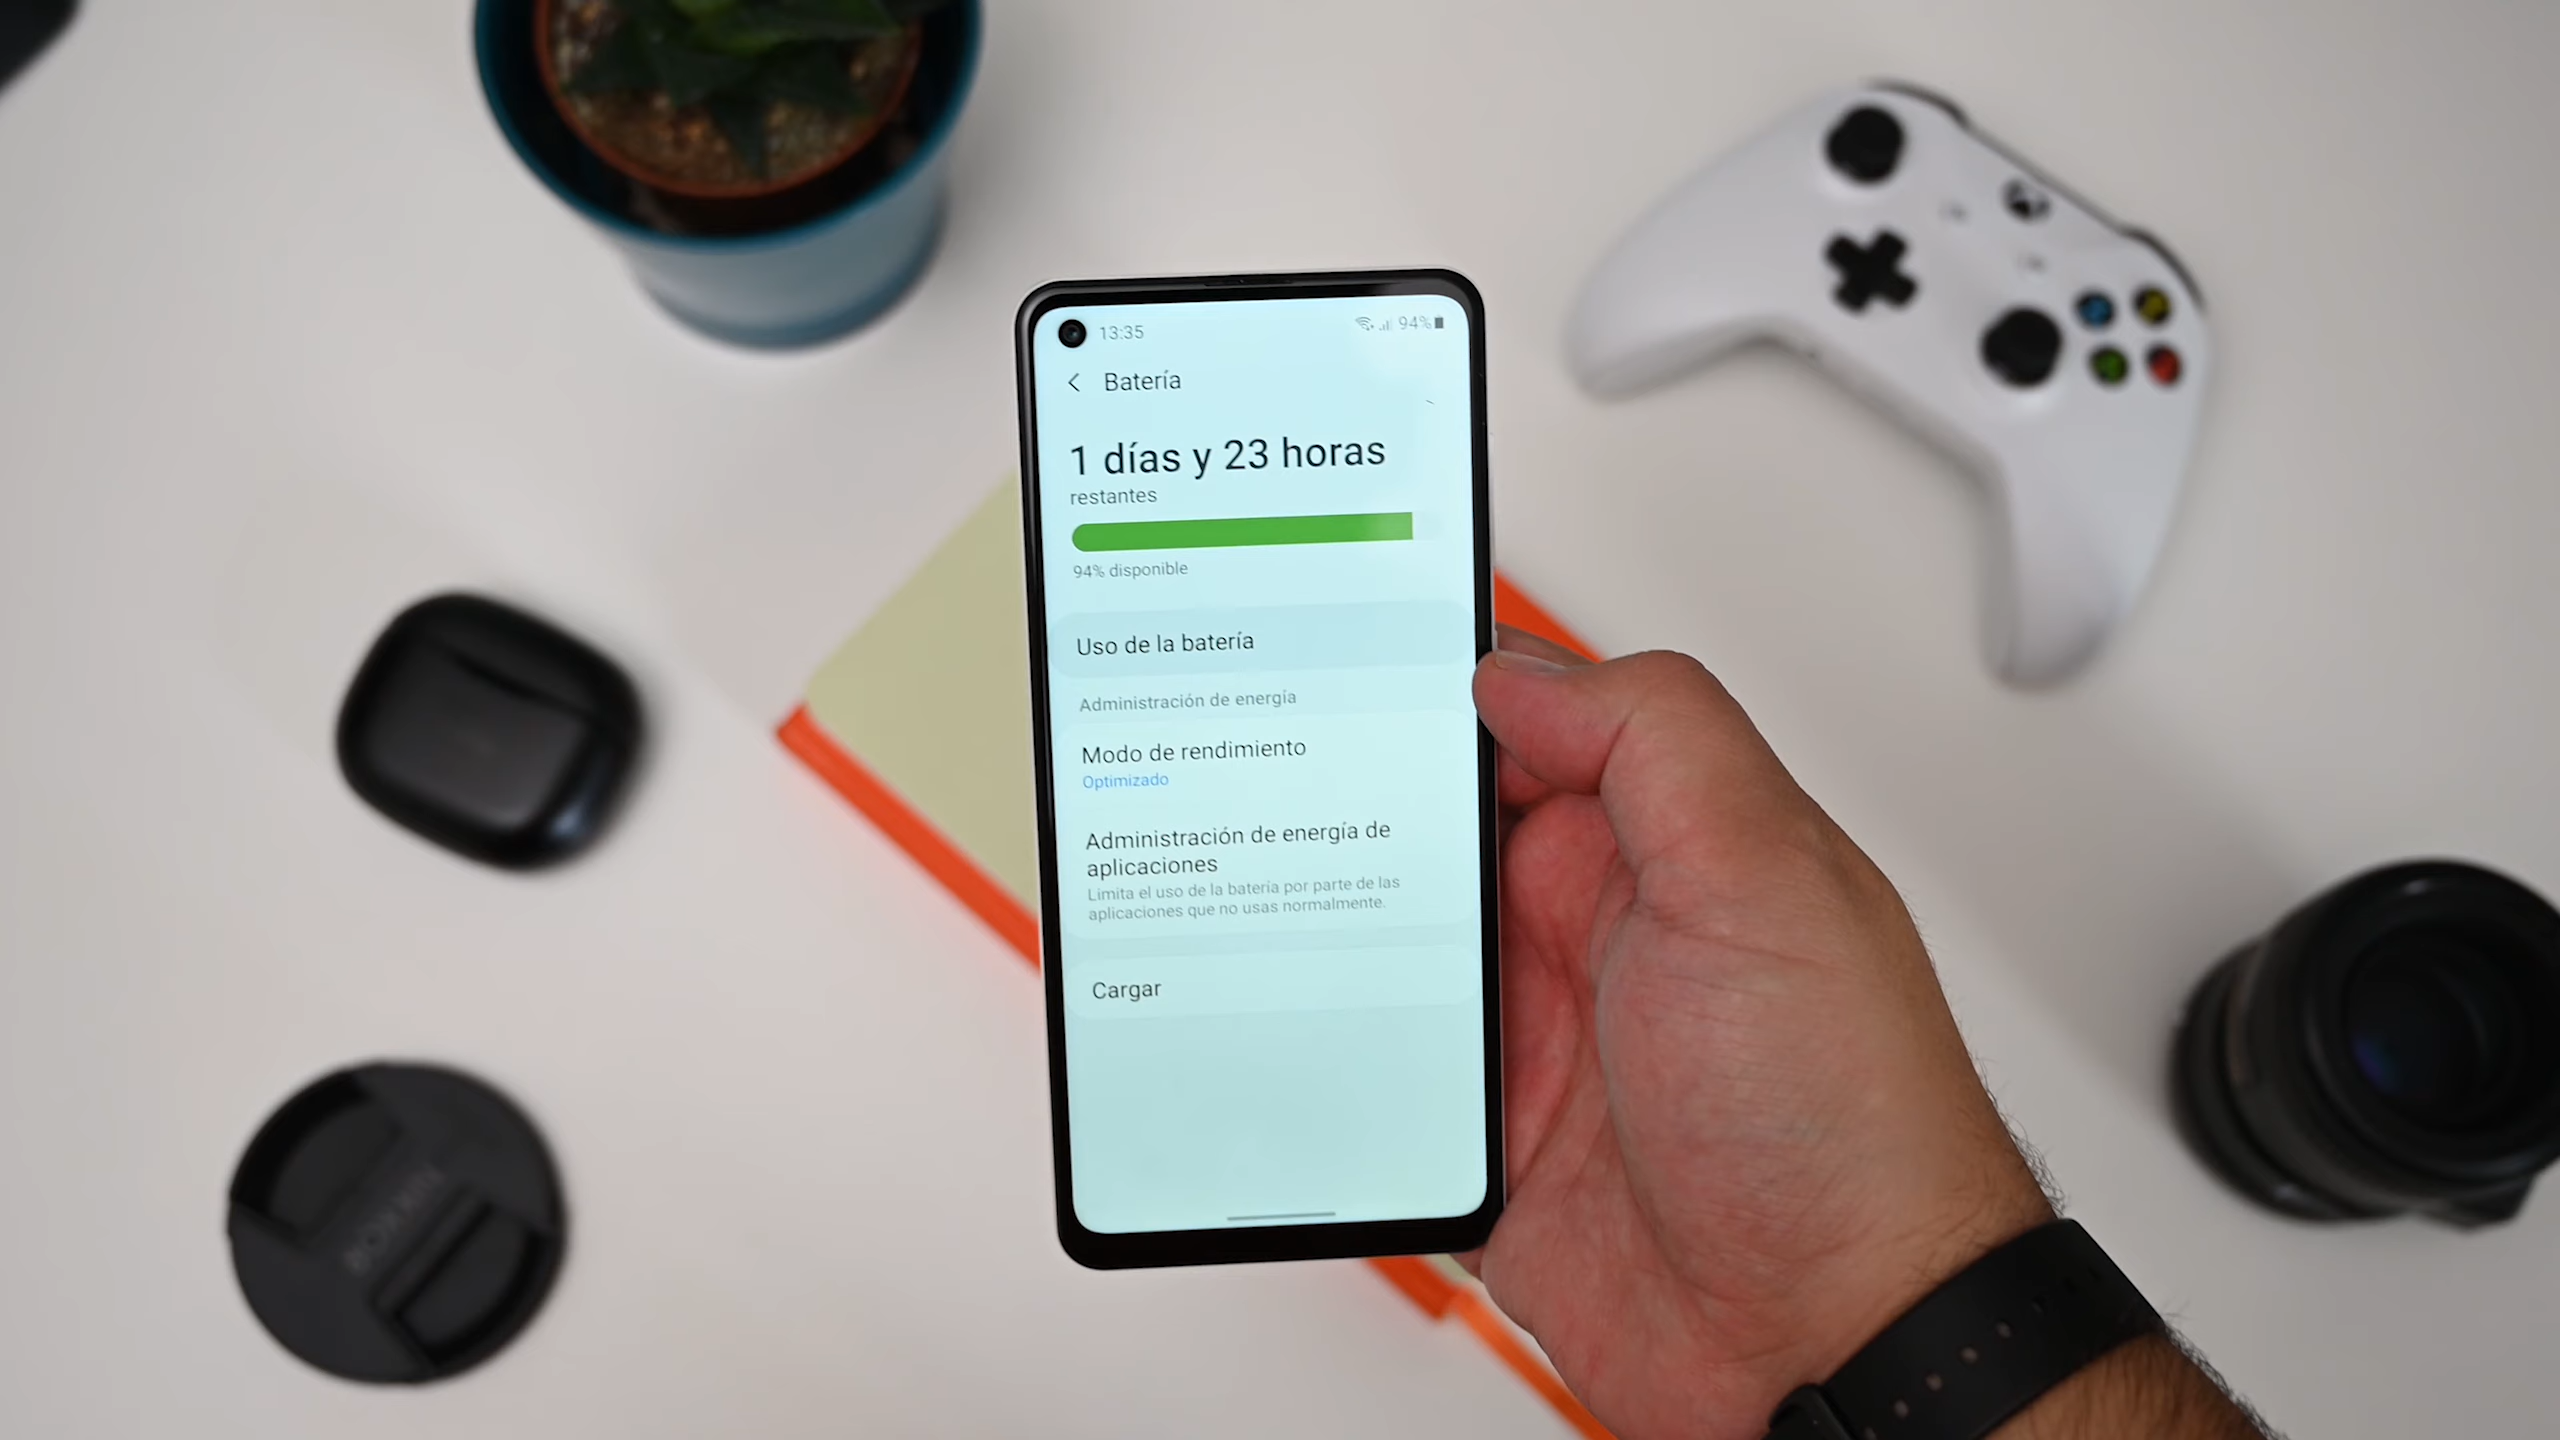 13:35
94%
Batería
1 días y 23 horas
restantes
94% disponible
Uso de la batería
Administración de energía
Modo de rendimiento
Optimizado
Administración de energía de
aplicaciones
Limita el uso de la batería por parte de las
aplicaciones que no usas normalmente.
Cargar